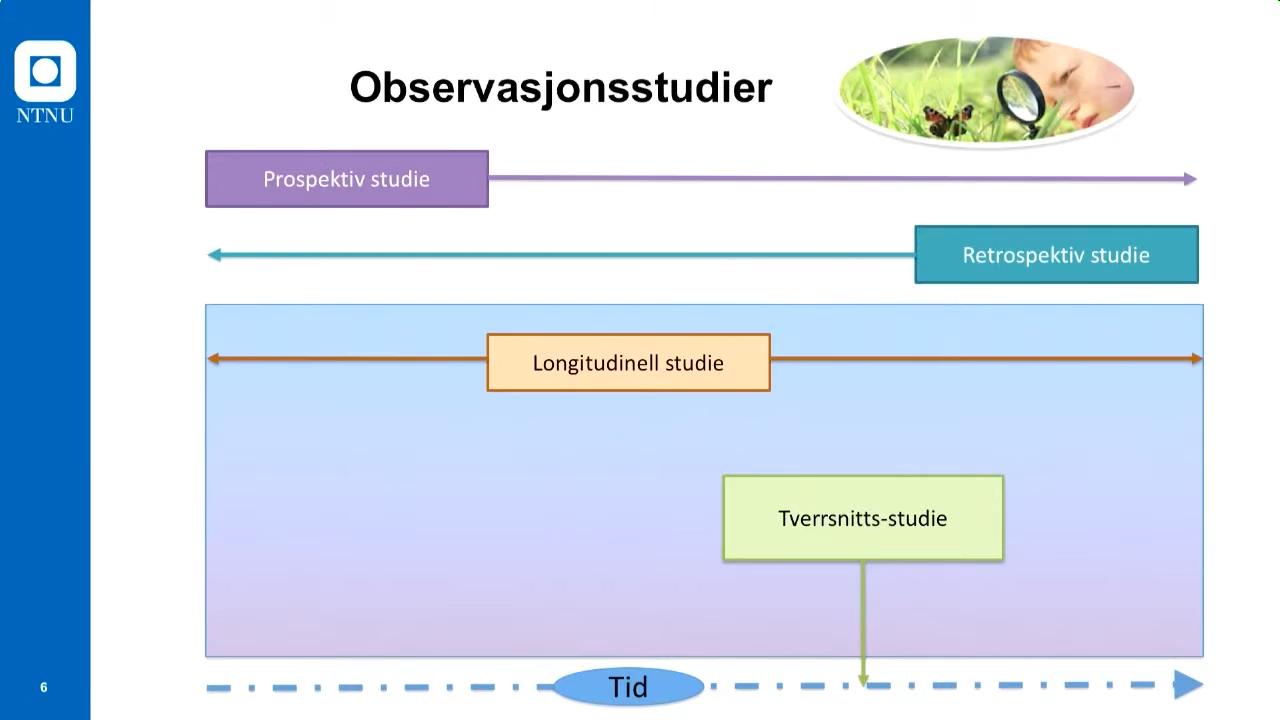 NTNU
Observasjonsstudier
Prospektiv studie
Retrospektiv studie
Longitudinell studie
Tverrsnitts-studie
Tid
6